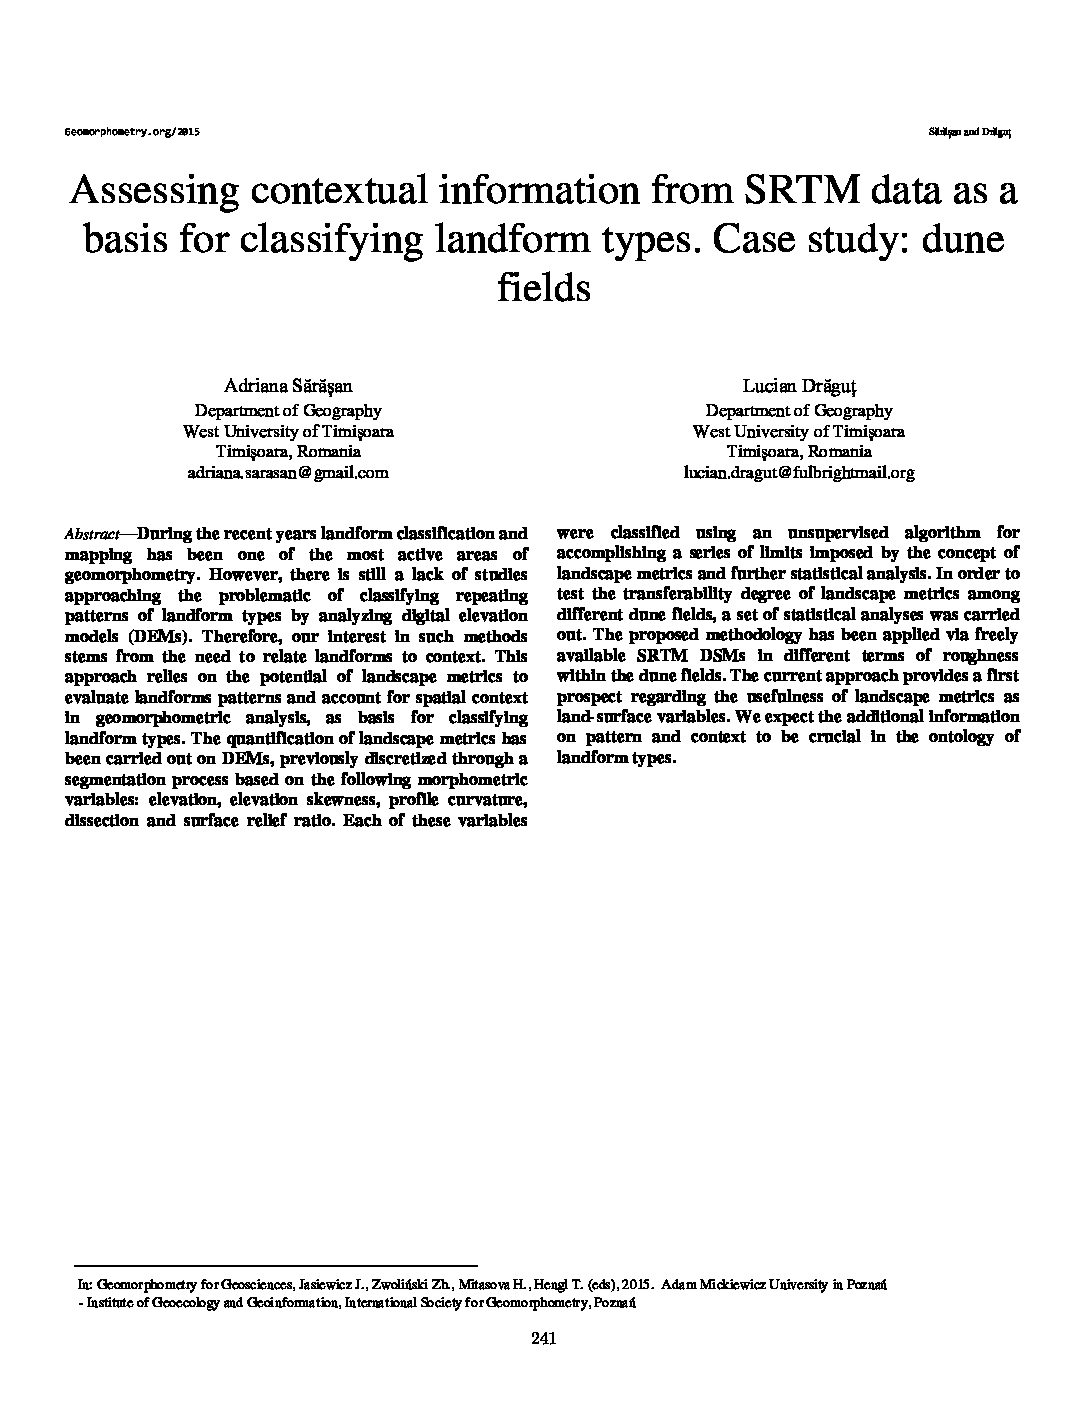 Geomorphometry.org/2015
Sărășan and Drăguț
Assessing contextual information from SRTM data as a
basis for classifying landform types. Case study: dune
fields
Adriana Sărășan
Department of Geography
West University of Timișoara
Timișoara, Romania
adriana.sarasan@gmail.com
Lucian Drăguț
Department of Geography
West University of Timișoara
Timișoara, Romania
lucian.dragut@fulbrightmail.org
Abstract—During the recent years landform classification and
mapping has been one of the most active areas of
geomorphometry. However, there is still a lack of studies
approaching the problematic of classifying repeating
patterns of landform types by analyzing digital elevation
models (DEMs). Therefore, our interest in such methods
stems from the need to relate landforms to context. This
approach relies on the potential of landscape metrics to
evaluate landforms patterns and account for spatial context
in geomorphometric analysis, as basis for classifying
landform types. The quantification of landscape metrics has
been carried out on DEMs, previously discretized through a
segmentation process based on the following morphometric
variables: elevation, elevation skewness, profile curvature,
dissection and surface relief ratio. Each of these variables
were classified using an unsupervised algorithm for
accomplishing a series of limits imposed by the concept of
landscape metrics and further statistical analysis. In order to
test the transferability degree of landscape metrics among
different dune fields, a set of statistical analyses was carried
out. The proposed methodology has been applied via freely
available SRTM DSMs in different terms of roughness
within the dune fields. The current approach provides a first
prospect regarding the usefulness of landscape metrics as
land-surface variables. We expect the additional information
on pattern and context to be crucial in the ontology of
landform types.
In: Geomorphometry for Geosciences, Jasiewicz J., Zwoliński Zb., Mitasova H., Hengl T. (eds), 2015. Adam Mickiewicz University in Poznań
- Institute of Geoecology and Geoinformation, International Society for Geomorphometry, Poznań
241